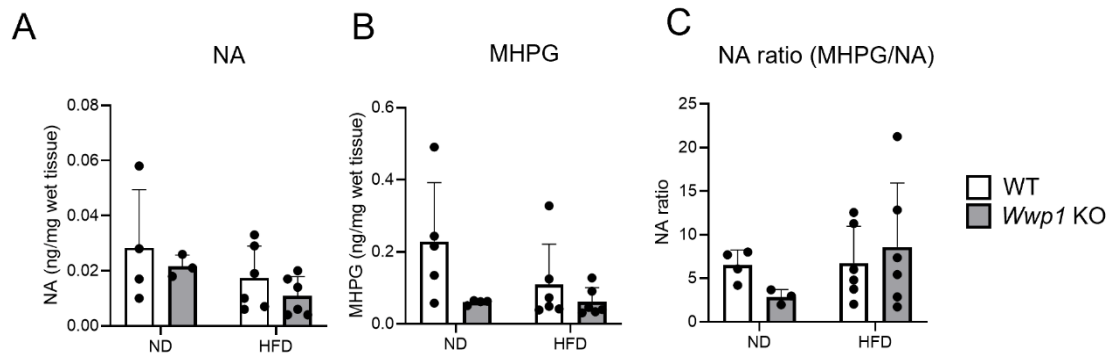 A
NA
NA (ng/mg wet tissue)
0.08
0.06
0.04
0.02
0.00
ND HFD
B
MHPG
MHPG (ng/mg wet tissue)
0.6
0.4
0.2
0.0
ND HFD
C
NA ratio (MHPG/NA)
NA ratio
25
20
15
10
5
0
ND HFD
WT
Wwp1 KO